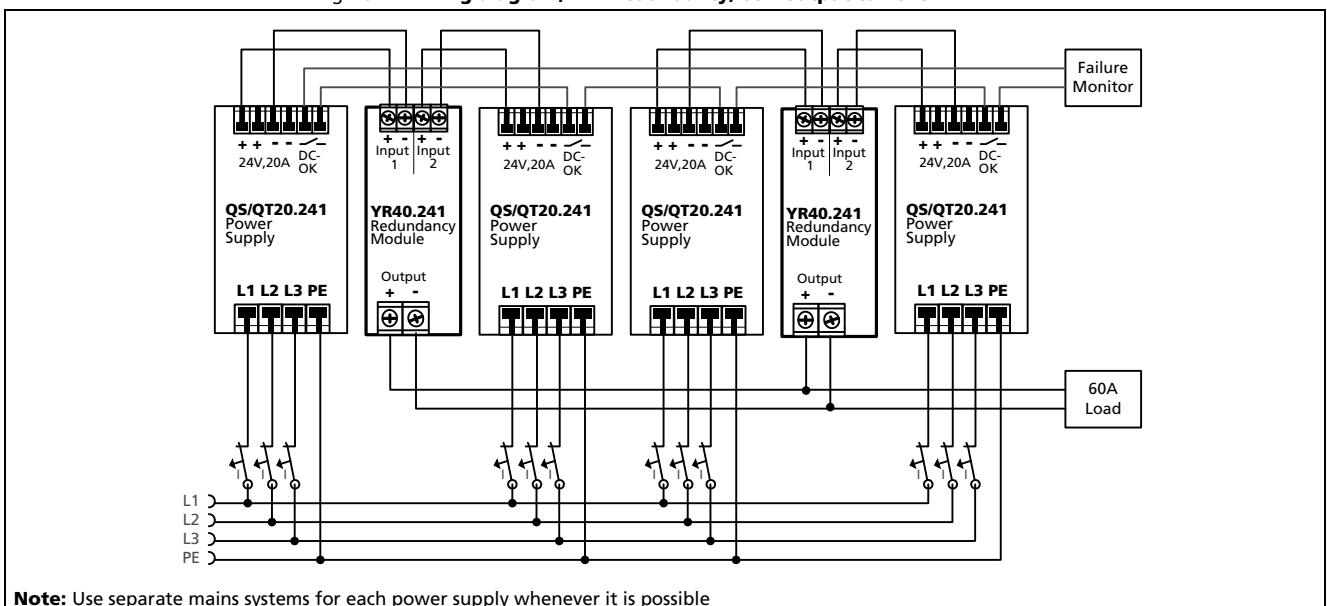 Failure
Monitor
+ + - -
24V,20A
DC-
OK
QS/QT20.241
Power
Supply
L1 L2 L3 PE
+ - + -
Input
1
Input
2
YR40.241
Redundancy
Module
Output
+ -
+ + - -
24V,20A
DC-
OK
QS/QT20.241
Power
Supply
L1 L2 L3 PE
+ + - -
24V,20A
DC-
OK
QS/QT20.241
Power
Supply
L1 L2 L3 PE
+ - + -
Input
1
Input
2
YR40.241
Redundancy
Module
Output
+ -
+ + - -
24V,20A
DC-
OK
QS/QT20.241
Power
Supply
L1 L2 L3 PE
60A
Load
L1
L2
L3
PE
Note: Use separate mains systems for each power supply whenever it is possible